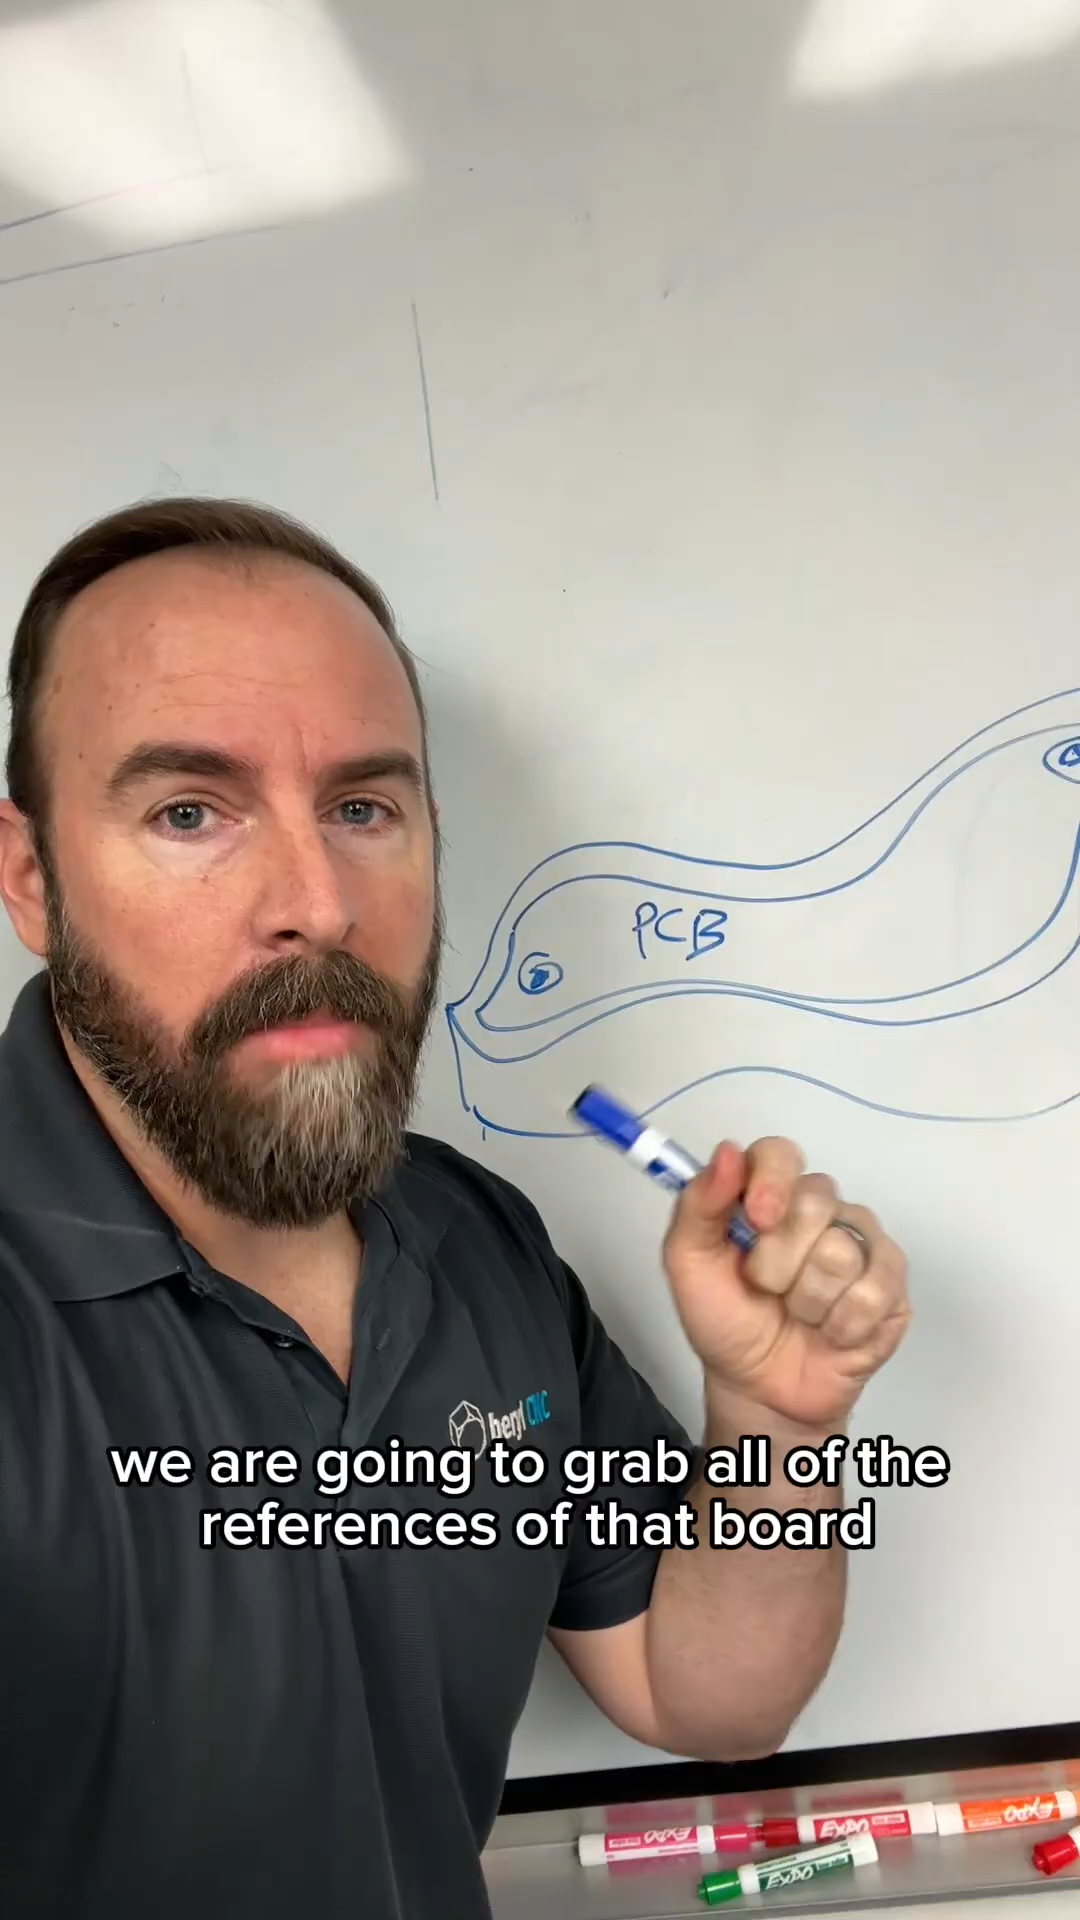 PCB
beryl CNC
we are going to grab all of the
references of that board
EXPO
EXPO
EXPO
EXPO